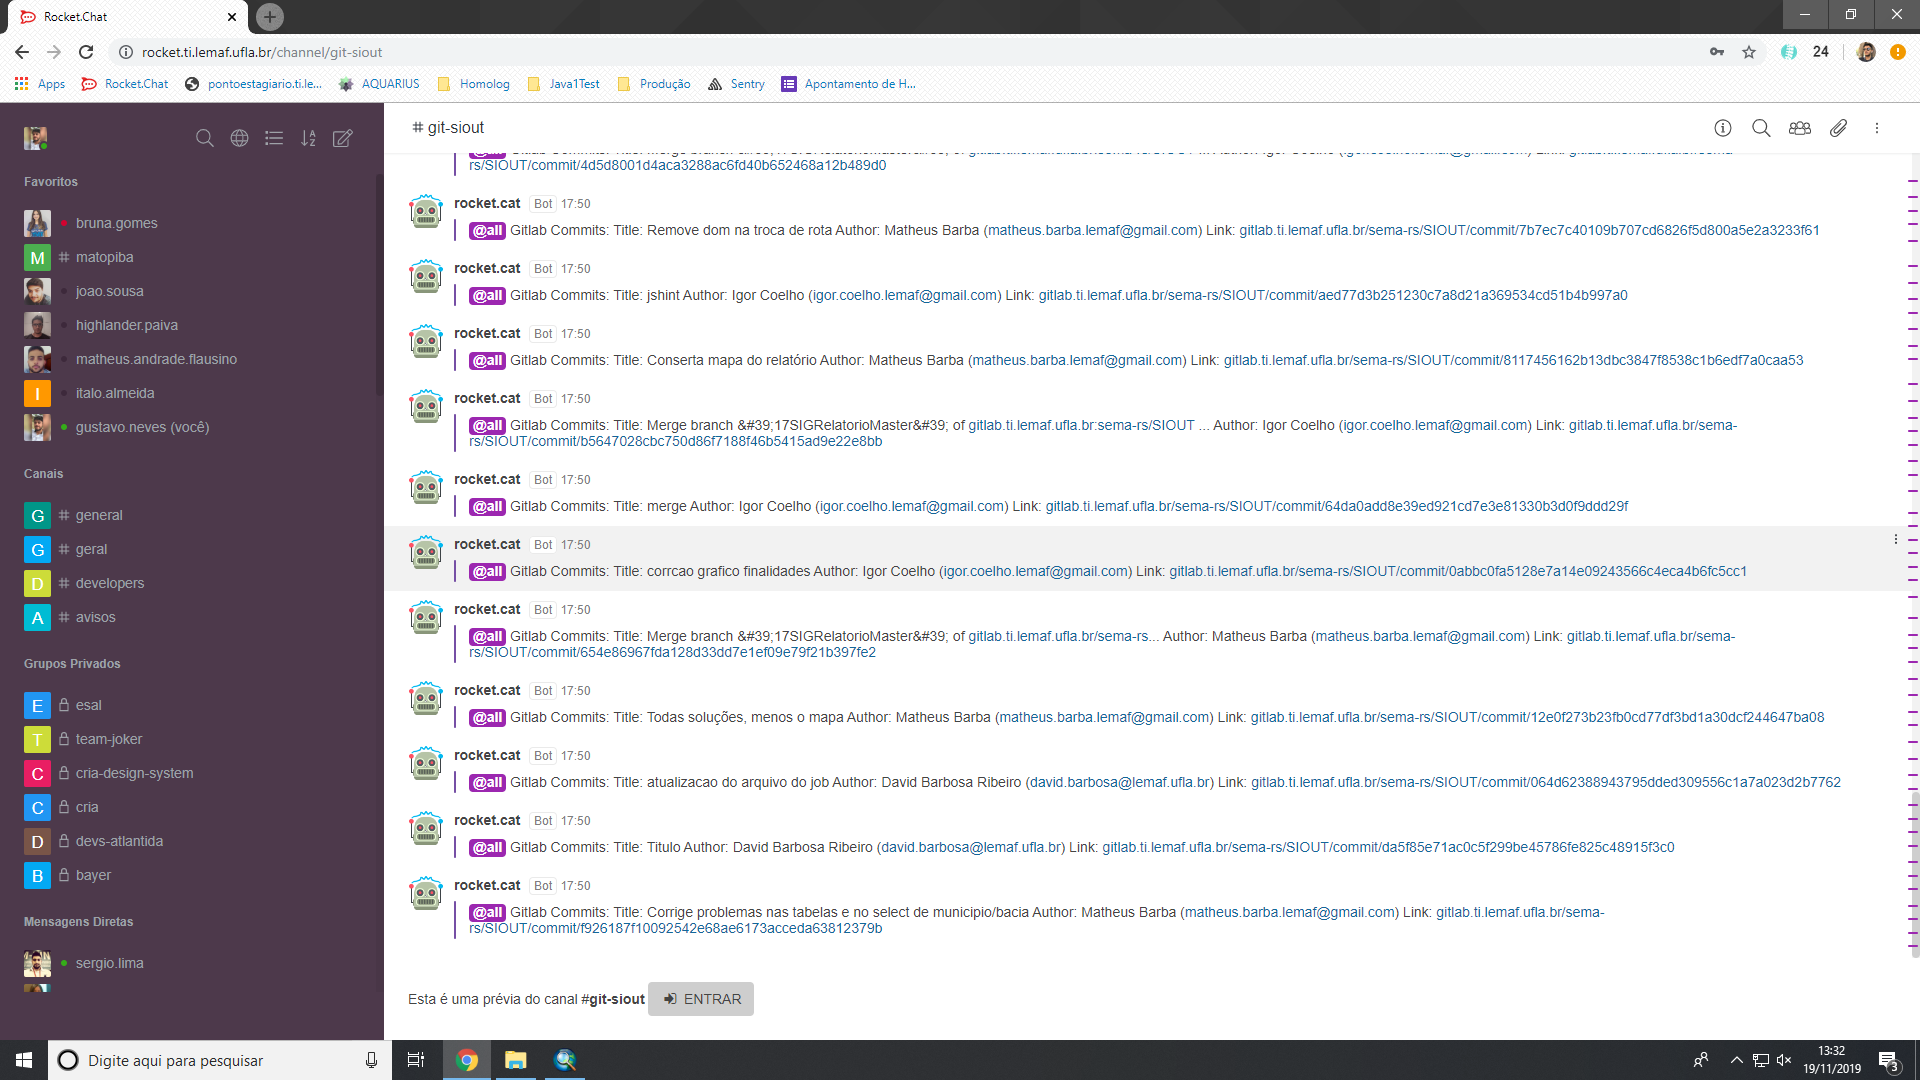 Rocket.Chat
rocket.ti.lemaf.ufla.br/channel/git-siout
24
Apps
Rocket.Chat
pontoestagiario.ti.le...
AQUARIUS
Homolog
Java1Test
Produção
Sentry
Apontamento de H...
Favoritos
bruna.gomes
M # matopiba
joao.sousa
highlander.paiva
matheus.andrade.flausino
I italo.almeida
gustavo.neves (você)
Canais
G # general
G # geral
D # developers
A # avisos
Grupos Privados
E esal
T team-joker
C cria-design-system
C cria
D devs-atlantida
B bayer
Mensagens Diretas
sergio.lima
# git-siout
rs/SIOUT/commit/4d5d8001d4aca3288ac6fd40b652468a12b489d0
rocket.cat Bot 17:50
@all Gitlab Commits: Title: Remove dom na troca de rota Author: Matheus Barba (matheus.barba.lemaf@gmail.com) Link: gitlab.ti.lemaf.ufla.br/sema-rs/SIOUT/commit/7b7ec7c40109b707cd6826f5d800a5e2a3233f61
rocket.cat Bot 17:50
@all Gitlab Commits: Title: jshint Author: Igor Coelho (igor.coelho.lemaf@gmail.com) Link: gitlab.ti.lemaf.ufla.br/sema-rs/SIOUT/commit/aed77d3b251230c7a8d21a369534cd51b4b997a0
rocket.cat Bot 17:50
@all Gitlab Commits: Title: Conserta mapa do relatório Author: Matheus Barba (matheus.barba.lemaf@gmail.com) Link: gitlab.ti.lemaf.ufla.br/sema-rs/SIOUT/commit/8117456162b13dbc3847f8538c1b6edf7a0caa53
rocket.cat Bot 17:50
@all Gitlab Commits: Title: Merge branch &#39;17SIGRelatorioMaster&#39; of gitlab.ti.lemaf.ufla.br:sema-rs/SIOUT ... Author: Igor Coelho (igor.coelho.lemaf@gmail.com) Link: gitlab.ti.lemaf.ufla.br/sema-
rs/SIOUT/commit/b5647028cbc750d86f7188f46b5415ad9e22e8bb
rocket.cat Bot 17:50
@all Gitlab Commits: Title: merge Author: Igor Coelho (igor.coelho.lemaf@gmail.com) Link: gitlab.ti.lemaf.ufla.br/sema-rs/SIOUT/commit/64da0add8e39ed921cd7e3e81330b3d0f9ddd29f
rocket.cat Bot 17:50
@all Gitlab Commits: Title: corrcao grafico finalidades Author: Igor Coelho (igor.coelho.lemaf@gmail.com) Link: gitlab.ti.lemaf.ufla.br/sema-rs/SIOUT/commit/0abbc0fa5128e7a14e09243566c4eca4b6fc5cc1
rocket.cat Bot 17:50
@all Gitlab Commits: Title: Merge branch &#39;17SIGRelatorioMaster&#39; of gitlab.ti.lemaf.ufla.br/sema-rs... Author: Matheus Barba (matheus.barba.lemaf@gmail.com) Link: gitlab.ti.lemaf.ufla.br/sema-
rs/SIOUT/commit/654e86967fda128d33dd7e1ef09e79f21b397fe2
rocket.cat Bot 17:50
@all Gitlab Commits: Title: Todas soluções, menos o mapa Author: Matheus Barba (matheus.barba.lemaf@gmail.com) Link: gitlab.ti.lemaf.ufla.br/sema-rs/SIOUT/commit/12e0f273b23fb0cd77df3bd1a30dcf244647ba08
rocket.cat Bot 17:50
@all Gitlab Commits: Title: atualizacao do arquivo do job Author: David Barbosa Ribeiro (david.barbosa@lemaf.ufla.br) Link: gitlab.ti.lemaf.ufla.br/sema-rs/SIOUT/commit/064d62388943795dded309556c1a7a023d2b7762
rocket.cat Bot 17:50
@all Gitlab Commits: Title: Titulo Author: David Barbosa Ribeiro (david.barbosa@lemaf.ufla.br) Link: gitlab.ti.lemaf.ufla.br/sema-rs/SIOUT/commit/da5f85e71ac0c5f299be45786fe825c48915f3c0
rocket.cat Bot 17:50
@all Gitlab Commits: Title: Corrige problemas nas tabelas e no select de municipio/bacia Author: Matheus Barba (matheus.barba.lemaf@gmail.com) Link: gitlab.ti.lemaf.ufla.br/sema-
rs/SIOUT/commit/f926187f10092542e68ae6173acceda63812379b
Esta é uma prévia do canal #git-siout ENTRAR
Digite aqui para pesquisar
13:32
19/11/2019
3